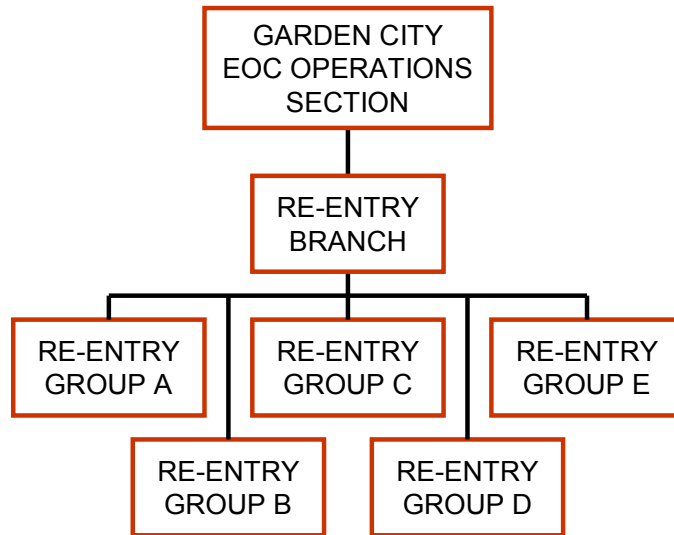 GARDEN CITY
EOC OPERATIONS
SECTION
RE-ENTRY
BRANCH
RE-ENTRY
GROUP A
RE-ENTRY
GROUP C
RE-ENTRY
GROUP E
RE-ENTRY
GROUP B
RE-ENTRY
GROUP D